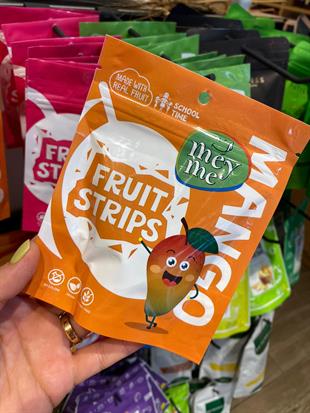 MADE WITH
REAL FRUIT
SCHOOL
TIME
mey
me!
MANGO
FRUIT
STRIPS
FRUIT
STRIPS